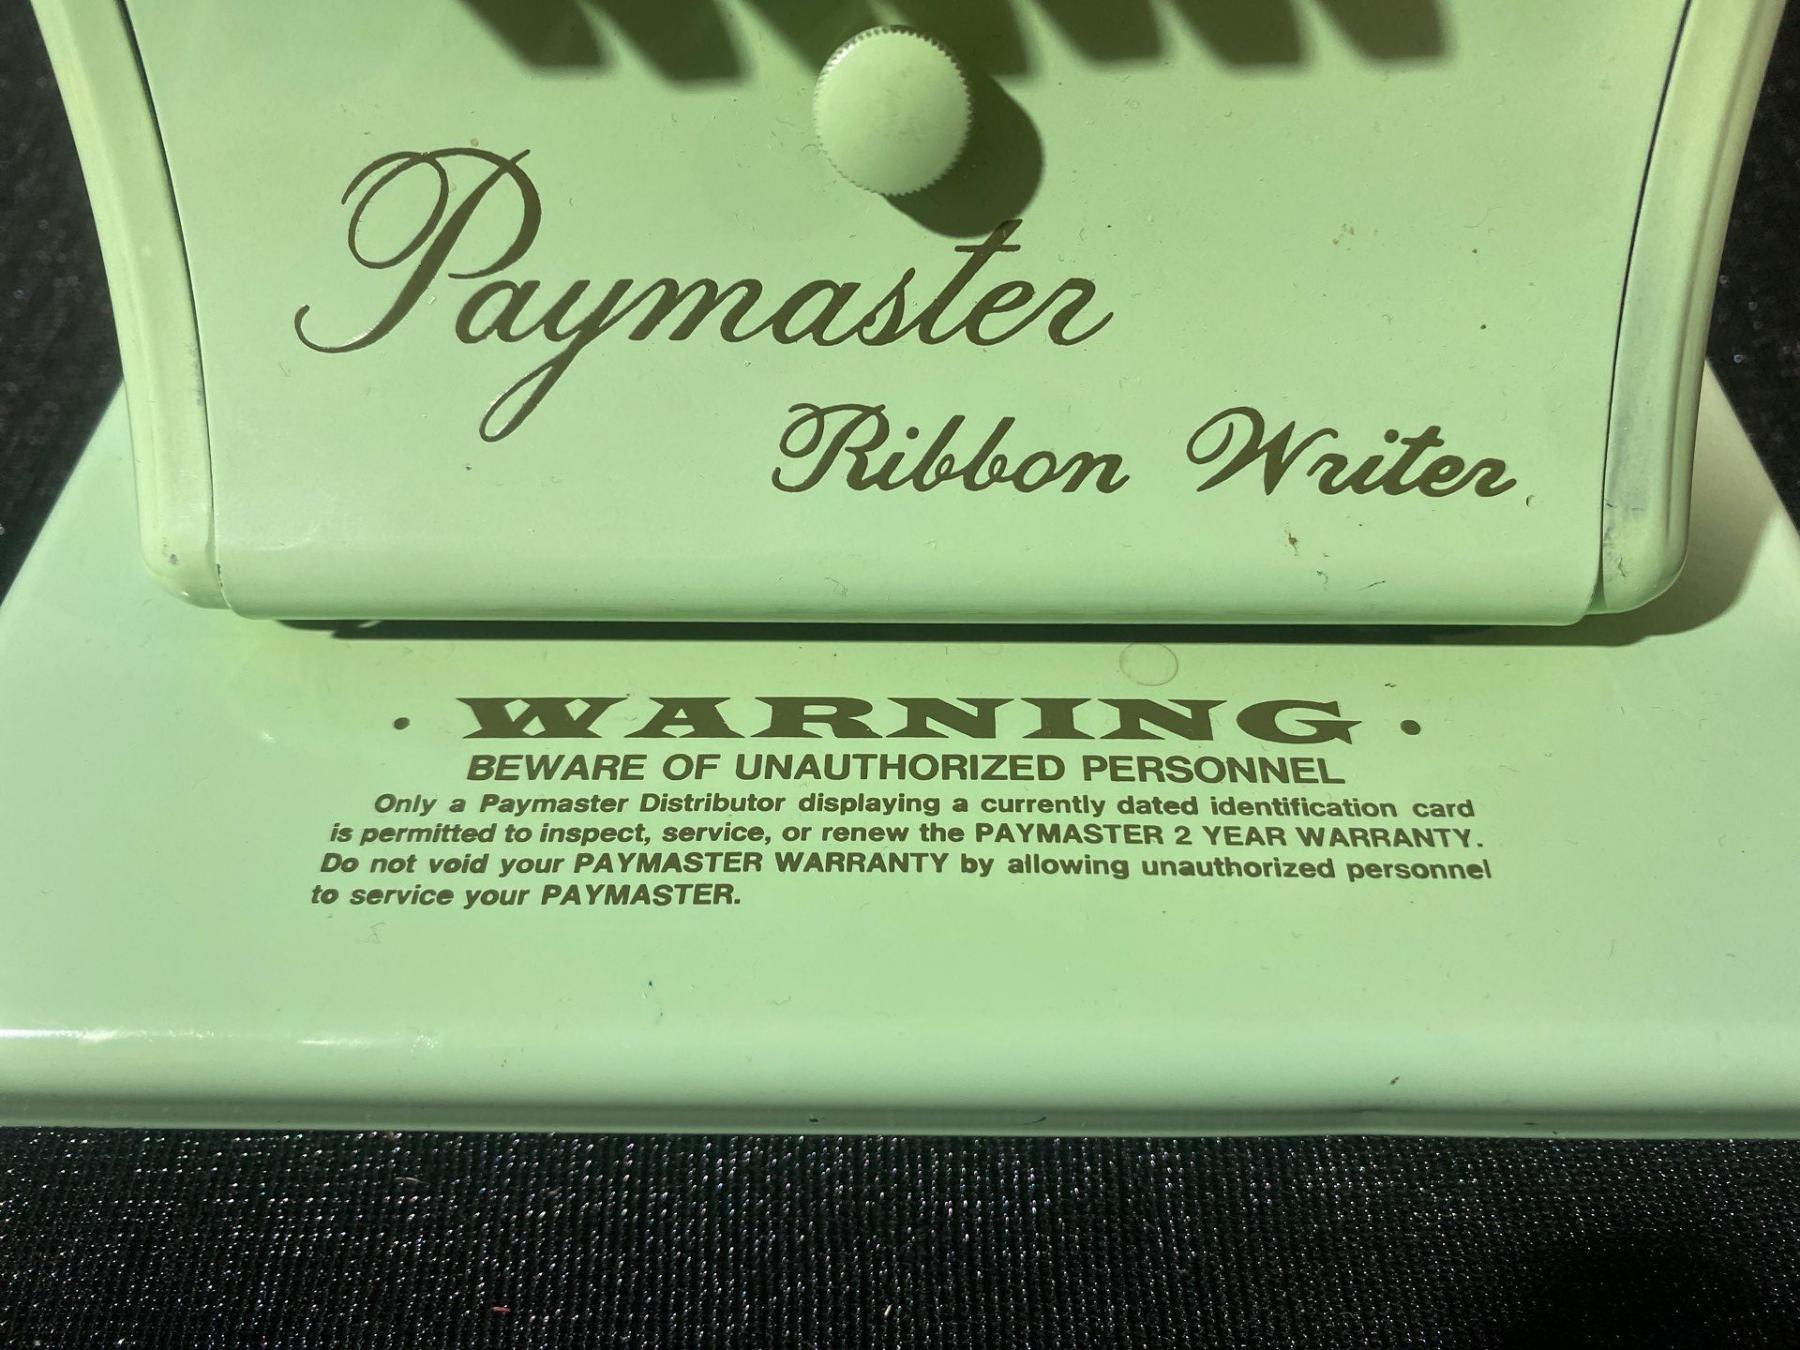 Paymaster
Ribbon Writer
• WARNING •
BEWARE OF UNAUTHORIZED PERSONNEL
Only a Paymaster Distributor displaying a currently dated identification card
is permitted to inspect, service, or renew the PAYMASTER 2 YEAR WARRANTY.
Do not void your PAYMASTER WARRANTY by allowing unauthorized personnel
to service your PAYMASTER.